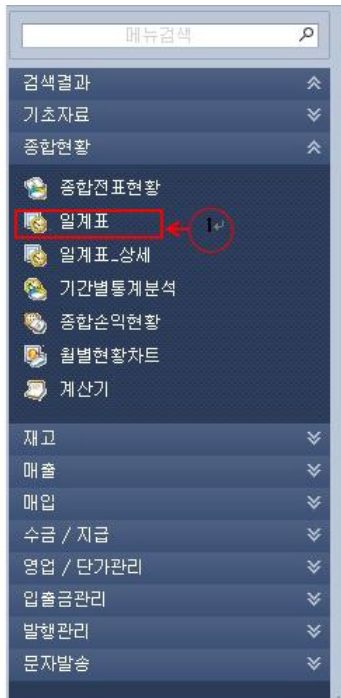 메뉴검색
검색결과
기초자료
종합현황
종합전표현황
일계표
1
일계표_상세
기간별통계분석
종합손익현황
월별현황차트
계산기
재고
매출
매입
수금 / 지급
영업 / 단가관리
입출금관리
발행관리
문자발송